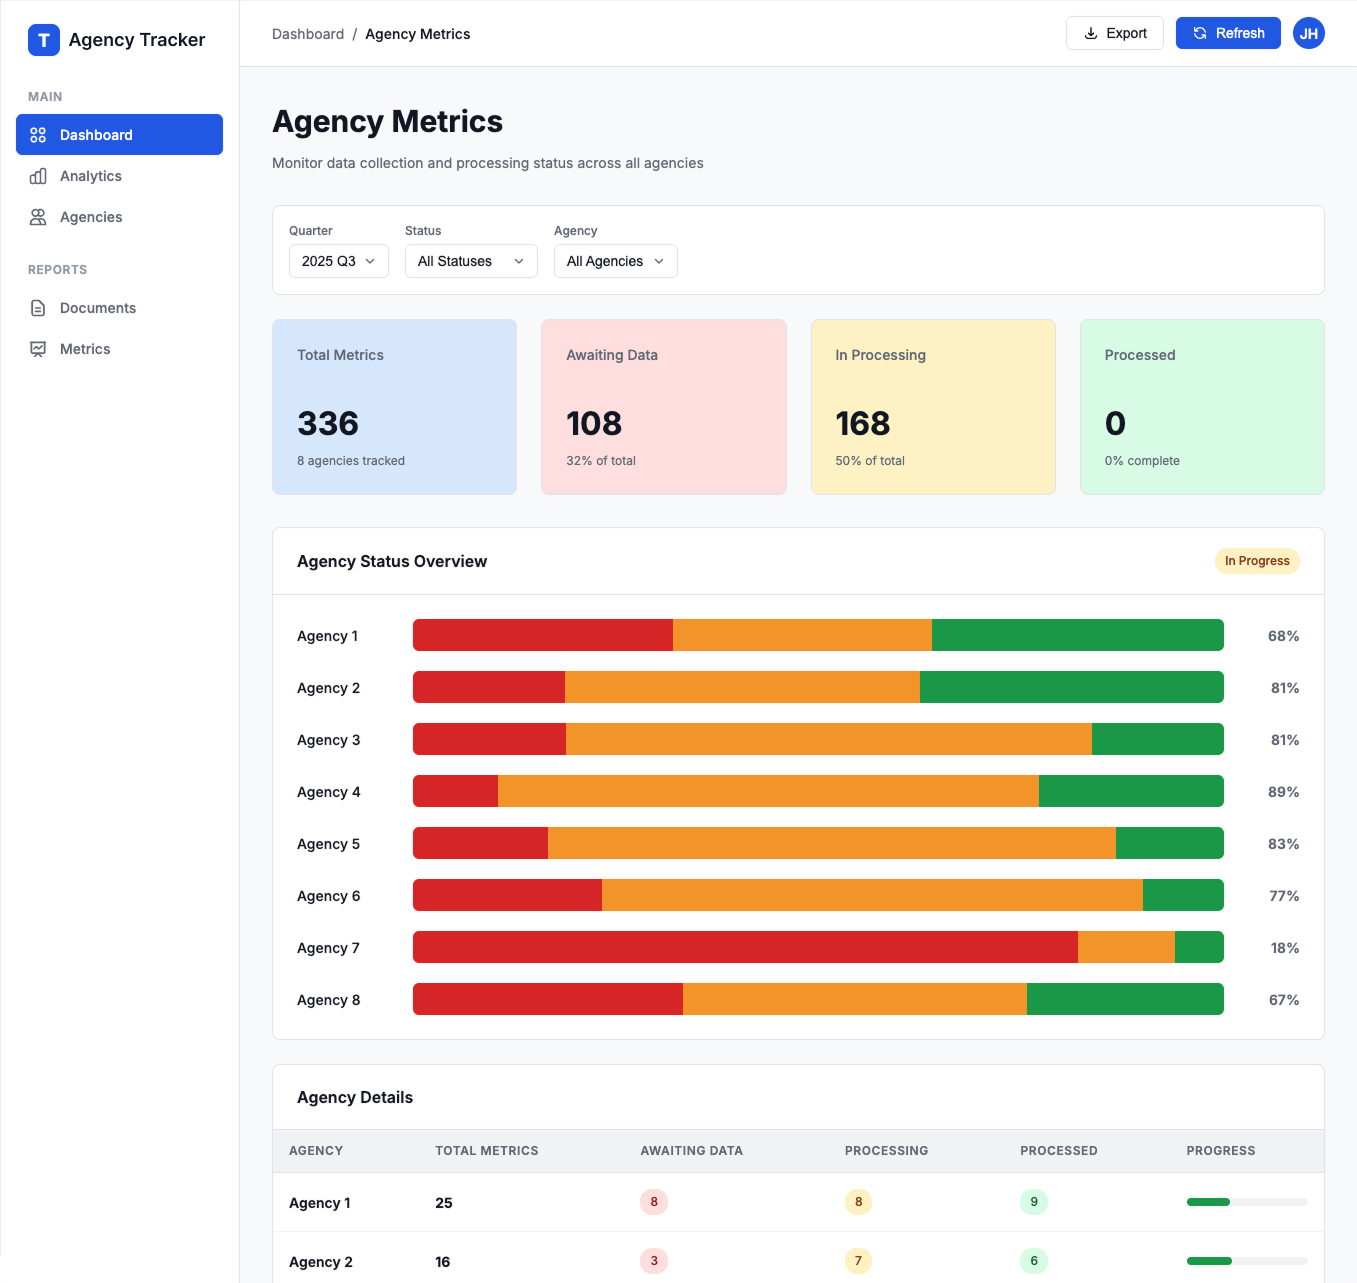 T Agency Tracker
MAIN
Dashboard
Analytics
Agencies
REPORTS
Documents
Metrics
Dashboard / Agency Metrics
Export
Refresh
JH
Agency Metrics
Monitor data collection and processing status across all agencies
Quarter Status Agency
2025 Q3 All Statuses All Agencies
Total Metrics
336
8 agencies tracked
Awaiting Data
108
32% of total
In Processing
168
50% of total
Processed
0
0% complete
Agency Status Overview
In Progress
Agency 1 68%
Agency 2 81%
Agency 3 81%
Agency 4 89%
Agency 5 83%
Agency 6 77%
Agency 7 18%
Agency 8 67%
Agency Details
AGENCY TOTAL METRICS AWAITING DATA PROCESSING PROCESSED PROGRESS
Agency 1 25 8 8 9
Agency 2 16 3 7 6